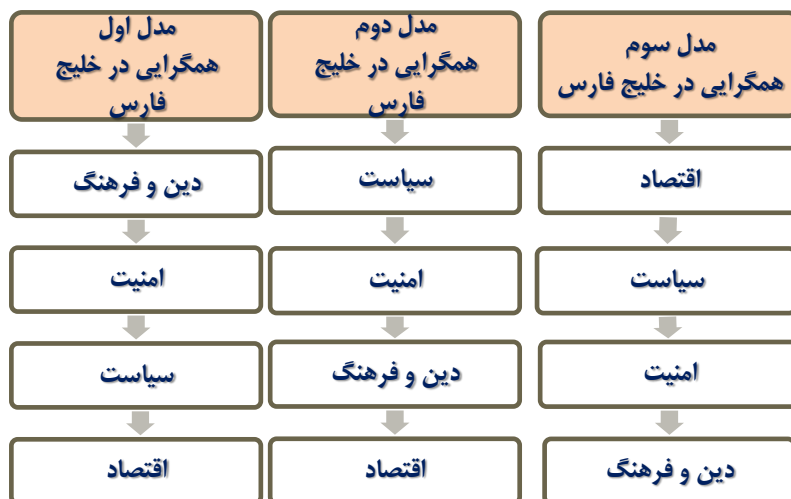 مدل اول
همگرایی در خلیج
فارس
دین و فرهنگ
امنیت
سیاست
اقتصاد
مدل دوم
همگرایی در خلیج
فارس
سیاست
امنیت
دین و فرهنگ
اقتصاد
مدل سوم
همگرایی در خلیج فارس
اقتصاد
سیاست
امنیت
دین و فرهنگ